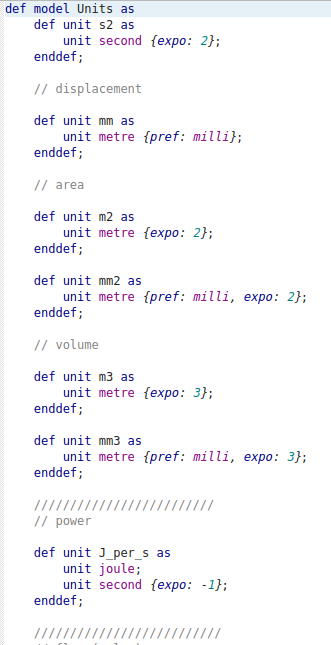 def model Units as
    def unit s2 as
        unit second {expo: 2};
    enddef;

    // displacement

    def unit mm as
        unit metre {pref: milli};
    enddef;

    // area

    def unit m2 as
        unit metre {expo: 2};
    enddef;

    def unit mm2 as
        unit metre {pref: milli, expo: 2};
    enddef;

    // volume

    def unit m3 as
        unit metre {expo: 3};
    enddef;

    def unit mm3 as
        unit metre {pref: milli, expo: 3};
    enddef;

    /////////////////////////
    // power

    def unit J_per_s as
        unit joule;
        unit second {expo: -1};
    enddef;

    //////////////////////////